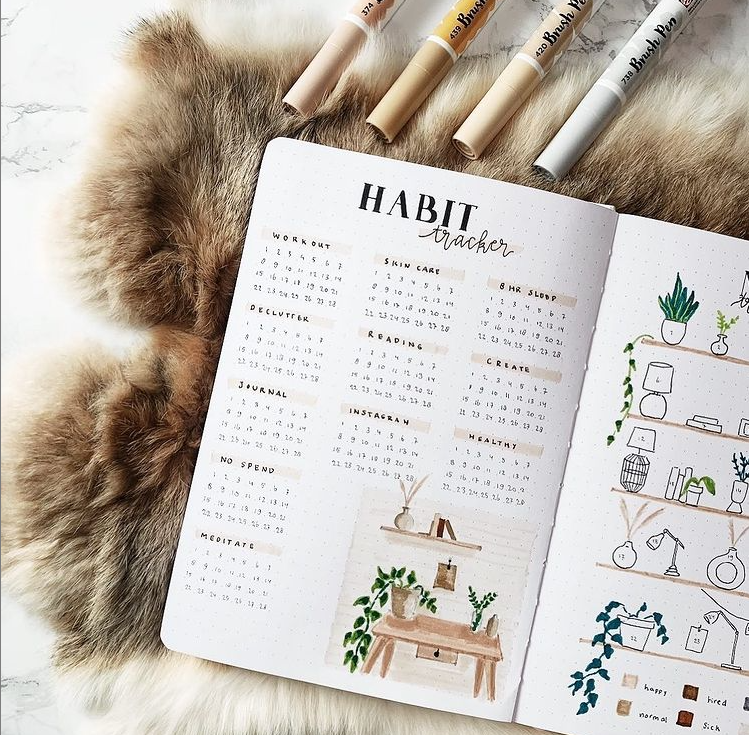 374
439 Brush
420 Brush Pen
738 Brush Pen
HABIT
tracker
WORKOUT
1 2 3 4 5 6 7
8 9 10 11 12 13 14
15 16 17 18 19 20 21
22 23 24 25 26 27 28
SKIN CARE
1 2 3 4 5 6 7
8 9 10 11 12 13 14
15 16 17 18 19 20 21
22 23 24 25 26 27 28
8 HR SLEEP
1 2 3 4 5 6 7
8 9 10 11 12 13 14
15 16 17 18 19 20 21
22 23 24 25 26 27 28
DECLUTTER
1 2 3 4 5 6 7
8 9 10 11 12 13 14
15 16 17 18 19 20 21
22 23 24 25 26 27 28
READING
1 2 3 4 5 6 7
8 9 10 11 12 13 14
15 16 17 18 19 20 21
22 23 24 25 26 27 28
CREATE
1 2 3 4 5 6 7
8 9 10 11 12 13 14
15 16 17 18 19 20 21
22 23 24 25 26 27 28
JOURNAL
1 2 3 4 5 6 7
8 9 10 11 12 13 14
15 16 17 18 19 20 21
22 23 24 25 26 27 28
INSTAGRAM
1 2 3 4 5 6 7
8 9 10 11 12 13 14
15 16 17 18 19 20 21
22 23 24 25 26 27 28
HEALTHY
1 2 3 4 5 6 7
8 9 10 11 12 13 14
15 16 17 18 19 20 21
22 23 24 25 26 27 28
NO SPEND
1 2 3 4 5 6 7
8 9 10 11 12 13 14
15 16 17 18 19 20 21
22 23 24 25 26 27 28
MEDITATE
1 2 3 4 5 6 7
8 9 10 11 12 13 14
15 16 17 18 19 20 21
22 23 24 25 26 27 28
22 23
happy tired
normal sick